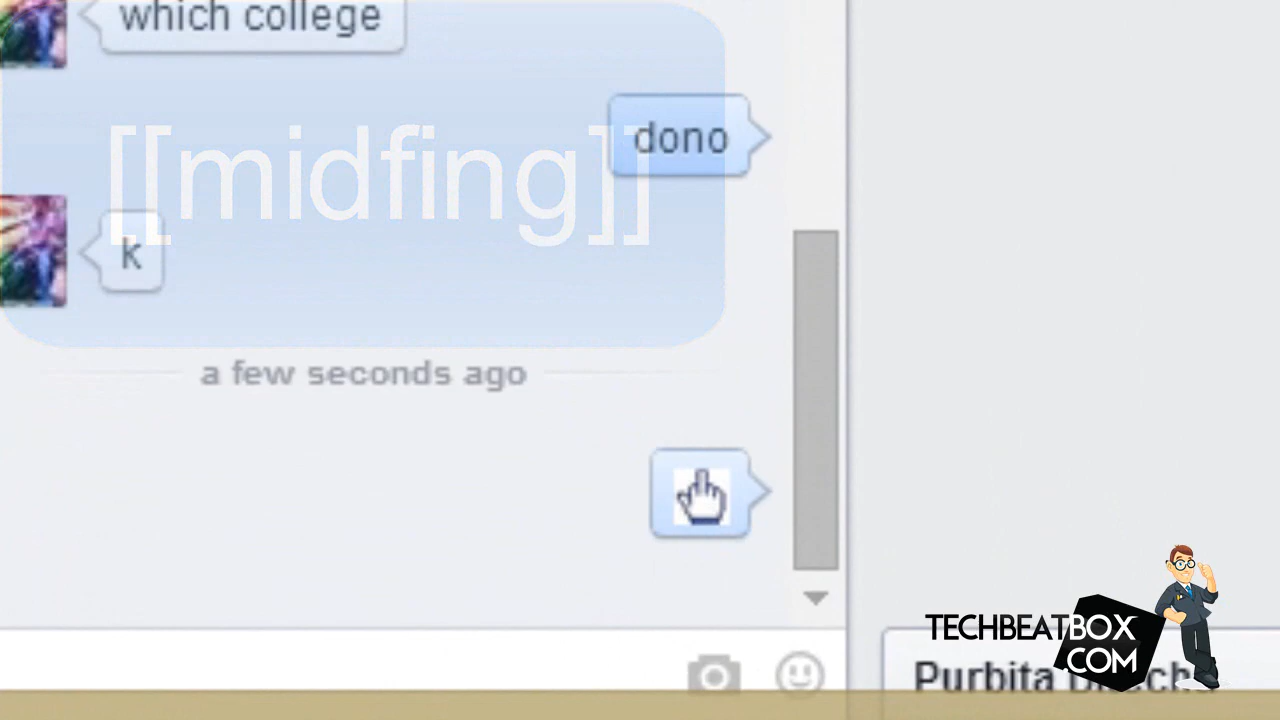 which college
dono
[[midfing]]
k
a few seconds ago
TECHBEATBOX
.COM
Purbita